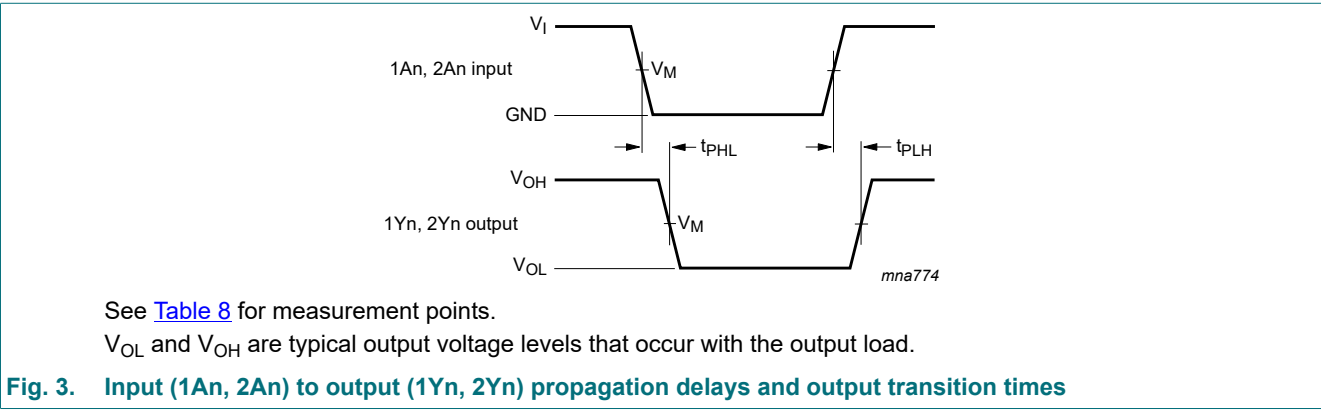 VI
1An, 2An input
VM
GND
tPHL
tPLH
VOH
1Yn, 2Yn output
VM
VOL
mna774
See Table 8 for measurement points.
VOL and VOH are typical output voltage levels that occur with the output load.
Fig. 3. Input (1An, 2An) to output (1Yn, 2Yn) propagation delays and output transition times